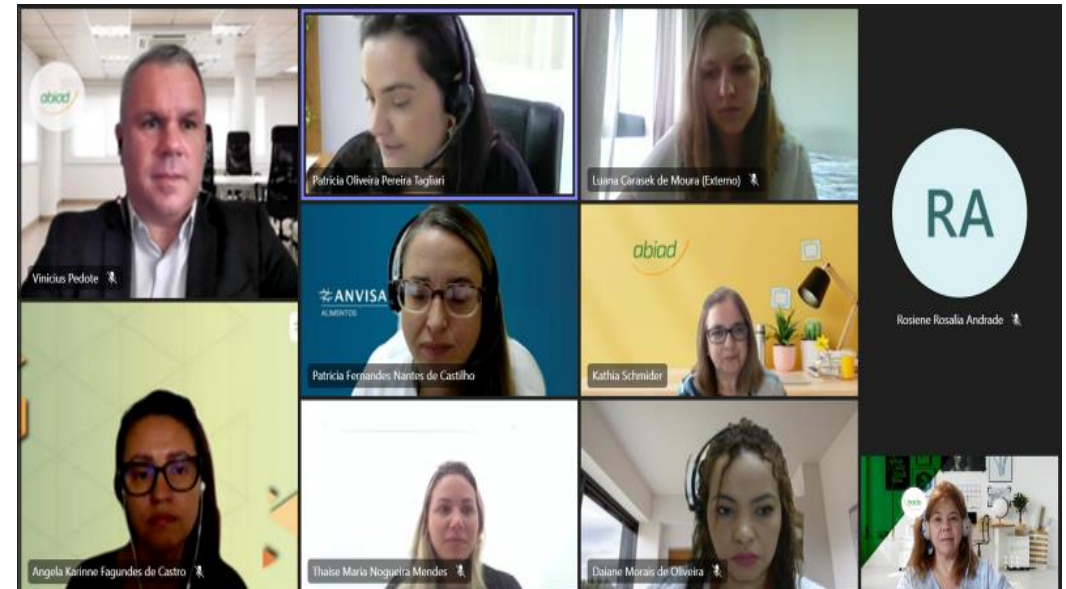 abiad
Vinicius Pedote
Patricia Oliveira Pereira Tagliari
Luana Carasek de Moura (Externo)
ANVISA
ALIMENTOS
Patricia Fernandes Nantes de Castilho
abiad
Kathia Schmider
RA
Rosiene Rosalia Andrade
Angela Karinne Fagundes de Castro
Thaise Maria Nogueira Mendes
Daiane Morais de Oliveira